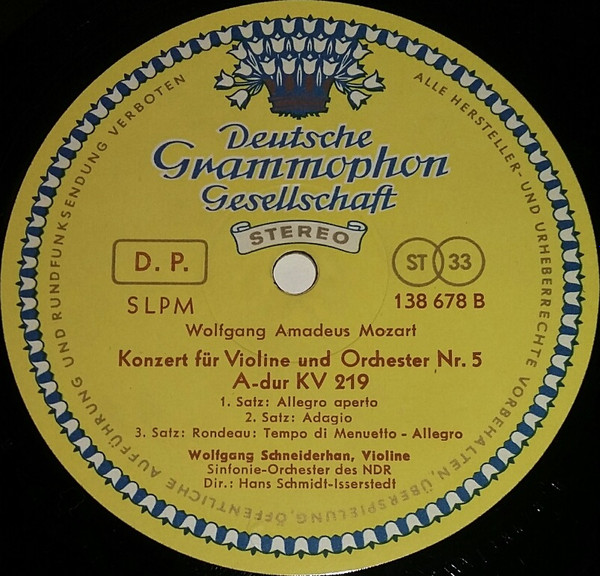 ALLE HERSTELLER- UND URHEBERRECHTE VORBEHALTEN, ÜBERSPIELUNG, ÖFFENTLICHE AUFFÜHRUNG UND RUNDFUNKSENDUNG VERBOTEN
Deutsche
Grammophon
Gesellschaft
STEREO
D. P.
ST 33
SLPM
138 678 B
Wolfgang Amadeus Mozart
Konzert für Violine und Orchester Nr. 5
A-dur KV 219
1. Satz: Allegro aperto
2. Satz: Adagio
3. Satz: Rondeau: Tempo di Menuetto - Allegro
Wolfgang Schneiderhan, Violine
Sinfonie-Orchester des NDR
Dir.: Hans Schmidt-Isserstedt